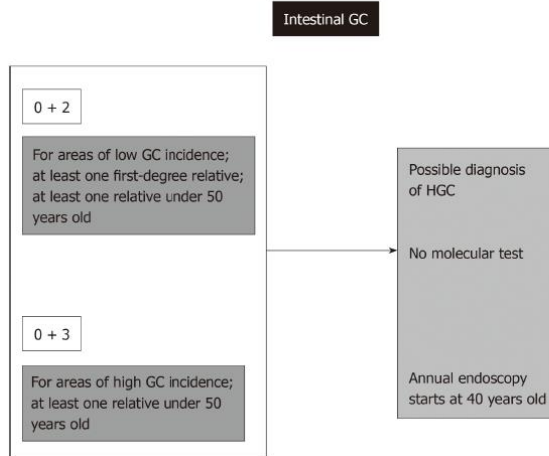 Intestinal GC
0 + 2
For areas of low GC incidence;
at least one first-degree relative;
at least one relative under 50
years old
0 + 3
For areas of high GC incidence;
at least one relative under 50
years old
Possible diagnosis
of HGC
No molecular test
Annual endoscopy
starts at 40 years old